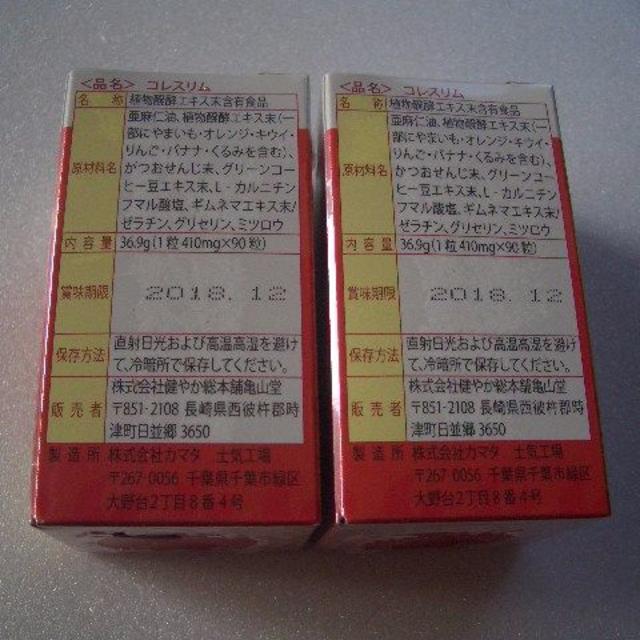 <品名> コレスリム
名称 植物醗酵エキス末含有食品
原材料名 亜麻仁油、植物醗酵エキス末(一
部にやまいも・オレンジ・キウイ・
りんご・バナナ・くるみを含む)、
がつおせんじ末、グリーンコー
ヒー豆エキス末、L-カルニチン
フマル酸塩、ギムネマエキス末/
ゼラチン、グリセリン、ミツロウ
内容量 36.9g(1粒410mg×90粒)
賞味期限 2018.12
保存方法 直射日光および高温高湿を避け
て、冷暗所で保存してください。
販売者 株式会社健やか総本舗亀山堂
〒851-2108 長崎県西彼杵郡時
津町日並郷3650
製造所 株式会社カマタ 士気工場
〒267-0056 千葉県千葉市緑区
大野台2丁目8番4号
<品名> コレスリム
名称 植物醗酵エキス末含有食品
原材料名 亜麻仁油、植物醗酵エキス末(一
部にやまいも・オレンジ・キウイ・
りんご・バナナ・くるみを含む)、
かつおせんじ末、グリーンコー
ヒー豆エキス末、L-カルニチン
フマル酸塩、ギムネマエキス末/
ゼラチン、グリセリン、ミツロウ
内容量 36.9g(1粒410mg×90粒)
賞味期限 2018.12
保存方法 直射日光および高温高湿を避け
て、冷暗所で保存してください。
販売者 株式会社健やか総本舗亀山堂
〒851-2108 長崎県西彼杵郡時
津町日並郷3650
製造所 株式会社カマタ 士気工場
〒267-0056 千葉県千葉市緑区
大野台2丁目8番4号